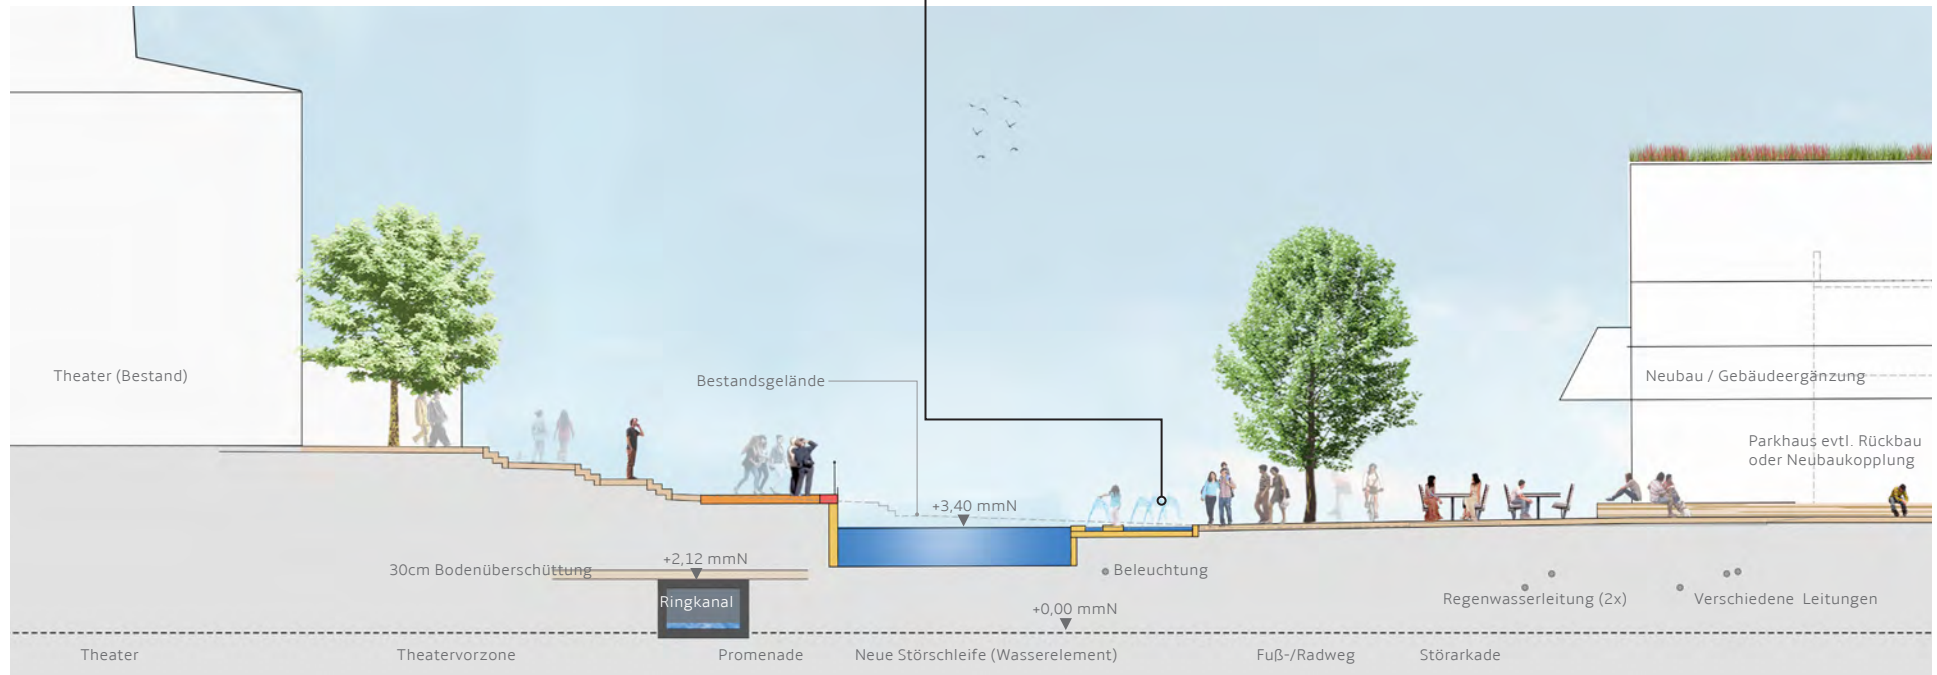 Theater (Bestand)
Bestandsgelände
Neubau / Gebäudeergänzung
Parkhaus evtl. Rückbau
oder Neubaukopplung
+3,40 mmN
+2,12 mmN
30cm Bodenüberschüttung
Beleuchtung
Ringkanal
+0,00 mmN
Regenwasserleitung (2x)
Verschiedene Leitungen
Theater
Theatervorzone
Promenade
Neue Störschleife (Wasserelement)
Fuß-/Radweg
Störarkade